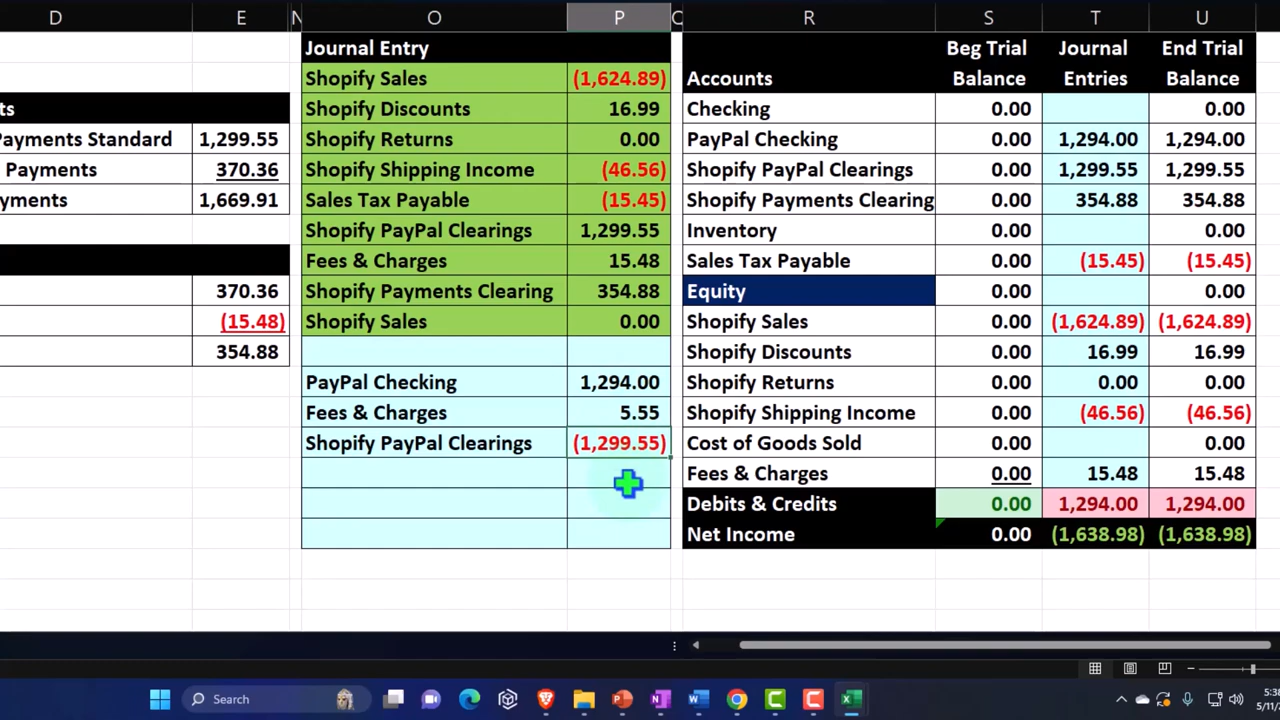 D E N O P Q R S T U
Journal Entry Beg Trial Journal End Trial
Shopify Sales (1,624.89) Accounts Balance Entries Balance
ts Shopify Discounts 16.99 Checking 0.00 0.00
Payments Standard 1,299.55 Shopify Returns 0.00 PayPal Checking 0.00 1,294.00 1,294.00
Payments 370.36 Shopify Shipping Income (46.56) Shopify PayPal Clearings 0.00 1,299.55 1,299.55
yments 1,669.91 Sales Tax Payable (15.45) Shopify Payments Clearing 0.00 354.88 354.88
Shopify PayPal Clearings 1,299.55 Inventory 0.00 0.00
Fees & Charges 15.48 Sales Tax Payable 0.00 (15.45) (15.45)
370.36 Shopify Payments Clearing 354.88 Equity 0.00 0.00
(15.48) Shopify Sales 0.00 Shopify Sales 0.00 (1,624.89) (1,624.89)
354.88 Shopify Discounts 0.00 16.99 16.99
PayPal Checking 1,294.00 Shopify Returns 0.00 0.00 0.00
Fees & Charges 5.55 Shopify Shipping Income 0.00 (46.56) (46.56)
Shopify PayPal Clearings (1,299.55) Cost of Goods Sold 0.00 0.00
Fees & Charges 0.00 15.48 15.48
Debits & Credits 0.00 1,294.00 1,294.00
Net Income 0.00 (1,638.98) (1,638.98)
Search
5:38
5/11/